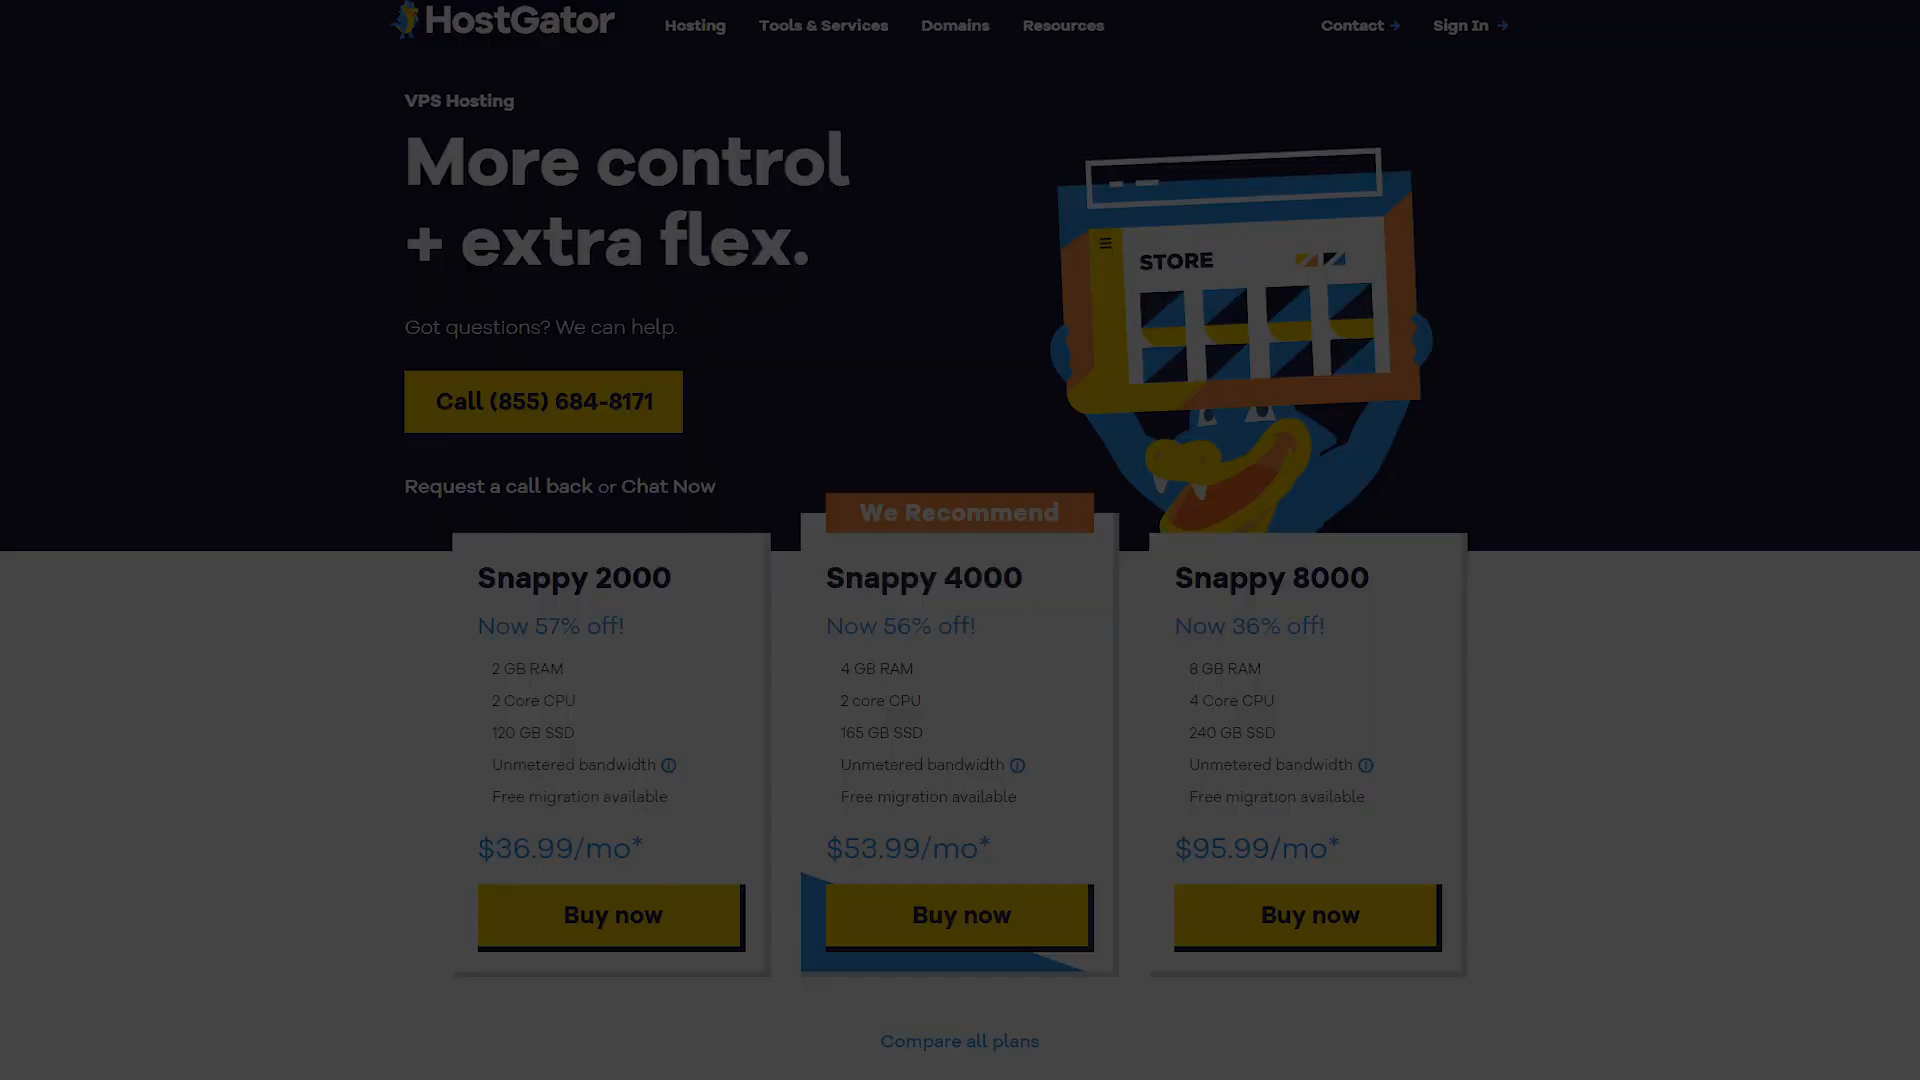 HostGator
Hosting
Tools & Services
Domains
Resources
Contact
Sign In
VPS Hosting
More control
+ extra flex.
Got questions? We can help.
Call (855) 684-8171
Request a call back or Chat Now
STORE
We Recommend
Snappy 2000
Now 57% off!
2 GB RAM
2 Core CPU
120 GB SSD
Unmetered bandwidth
Free migration available
$36.99/mo*
Buy now
Snappy 4000
Now 56% off!
4 GB RAM
2 core CPU
165 GB SSD
Unmetered bandwidth
Free migration available
$53.99/mo*
Buy now
Snappy 8000
Now 36% off!
8 GB RAM
4 Core CPU
240 GB SSD
Unmetered bandwidth
Free migration available
$95.99/mo*
Buy now
Compare all plans